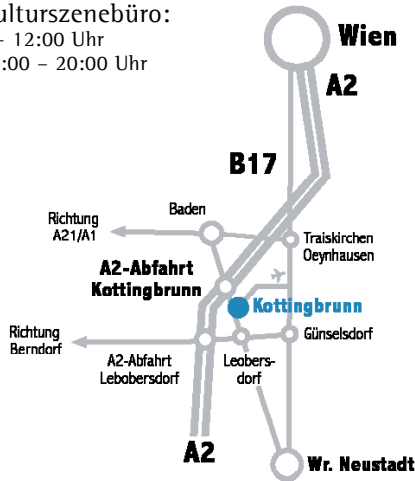 ulturszenebüro:
– 12:00 Uhr
:00 – 20:00 Uhr
Wien
A2
B17
Baden
Richtung
A21/A1
Traiskirchen
Oeynhausen
A2-Abfahrt
Kottingbrunn
Kottingbrunn
Richtung
Berndorf
A2-Abfahrt
Lebobersdorf
Leobers-
dorf
Günselsdorf
A2
Wr. Neustadt